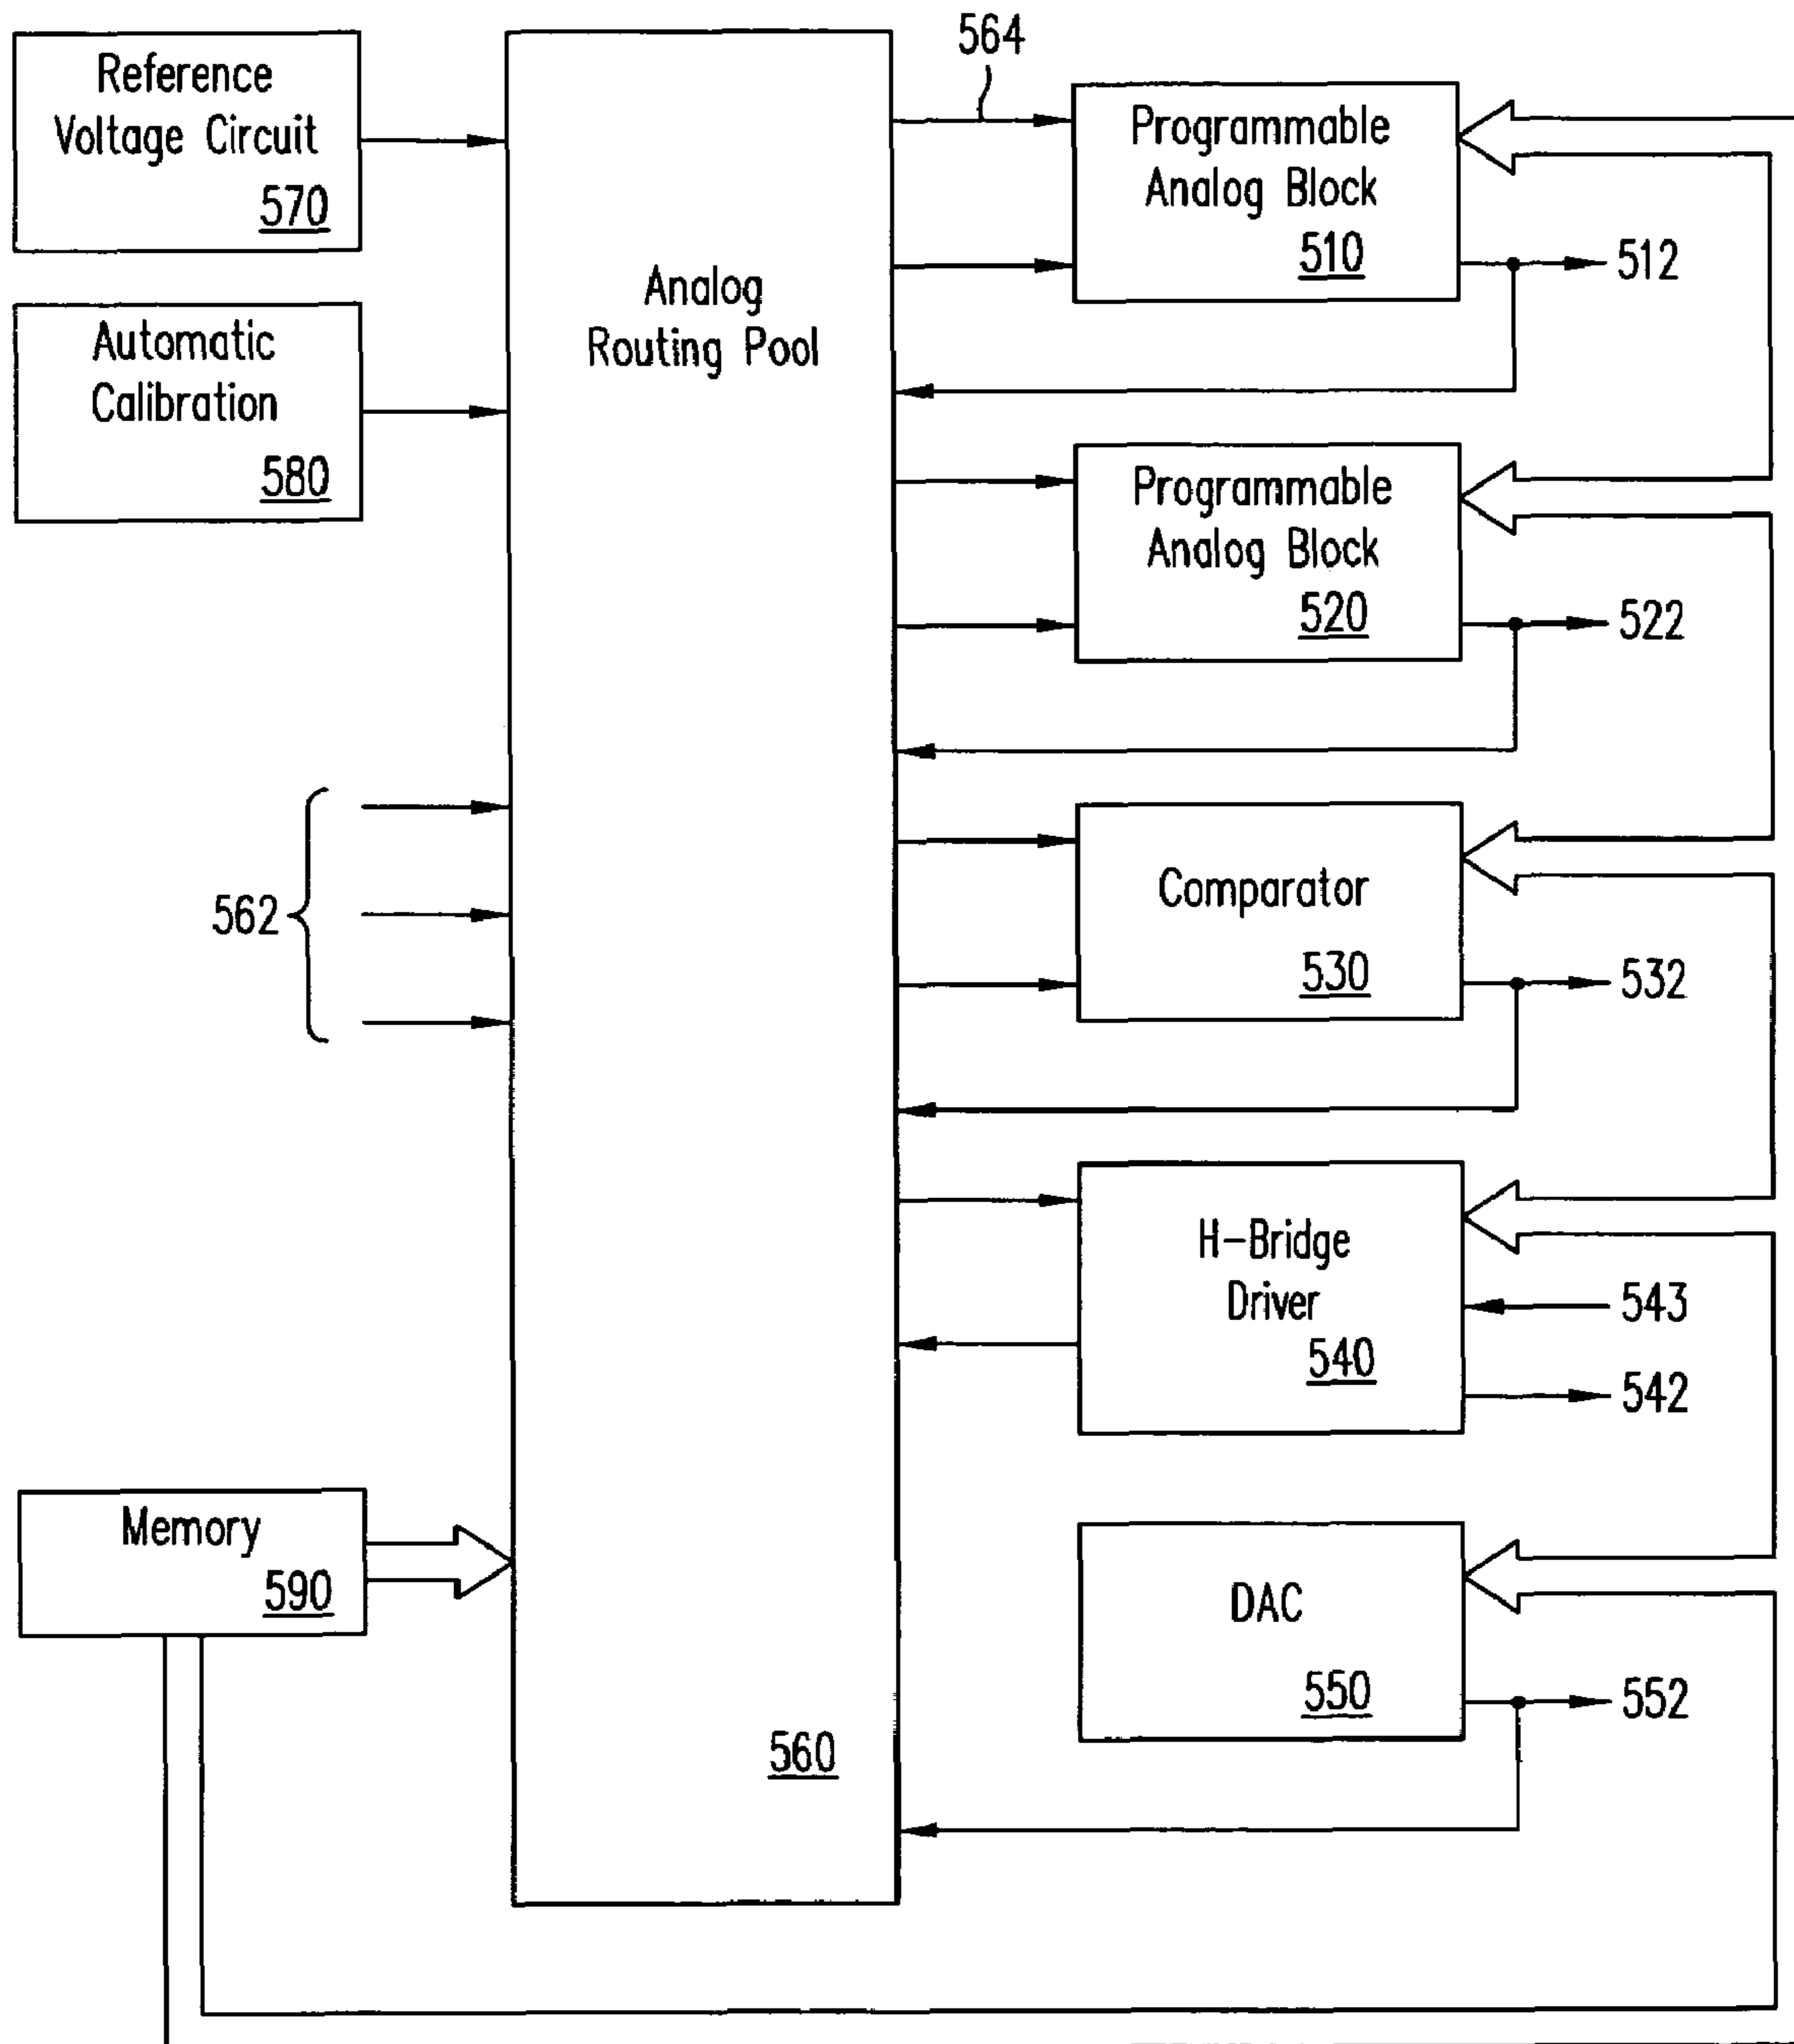 Reference
Voltage Circuit
570
Automatic
Calibration
580
562
Memory
590
Analog
Routing Pool
560
564
Programmable
Analog Block
510
512
Programmable
Analog Block
520
522
Comparator
530
532
H-Bridge
Driver
540
543
542
DAC
550
552